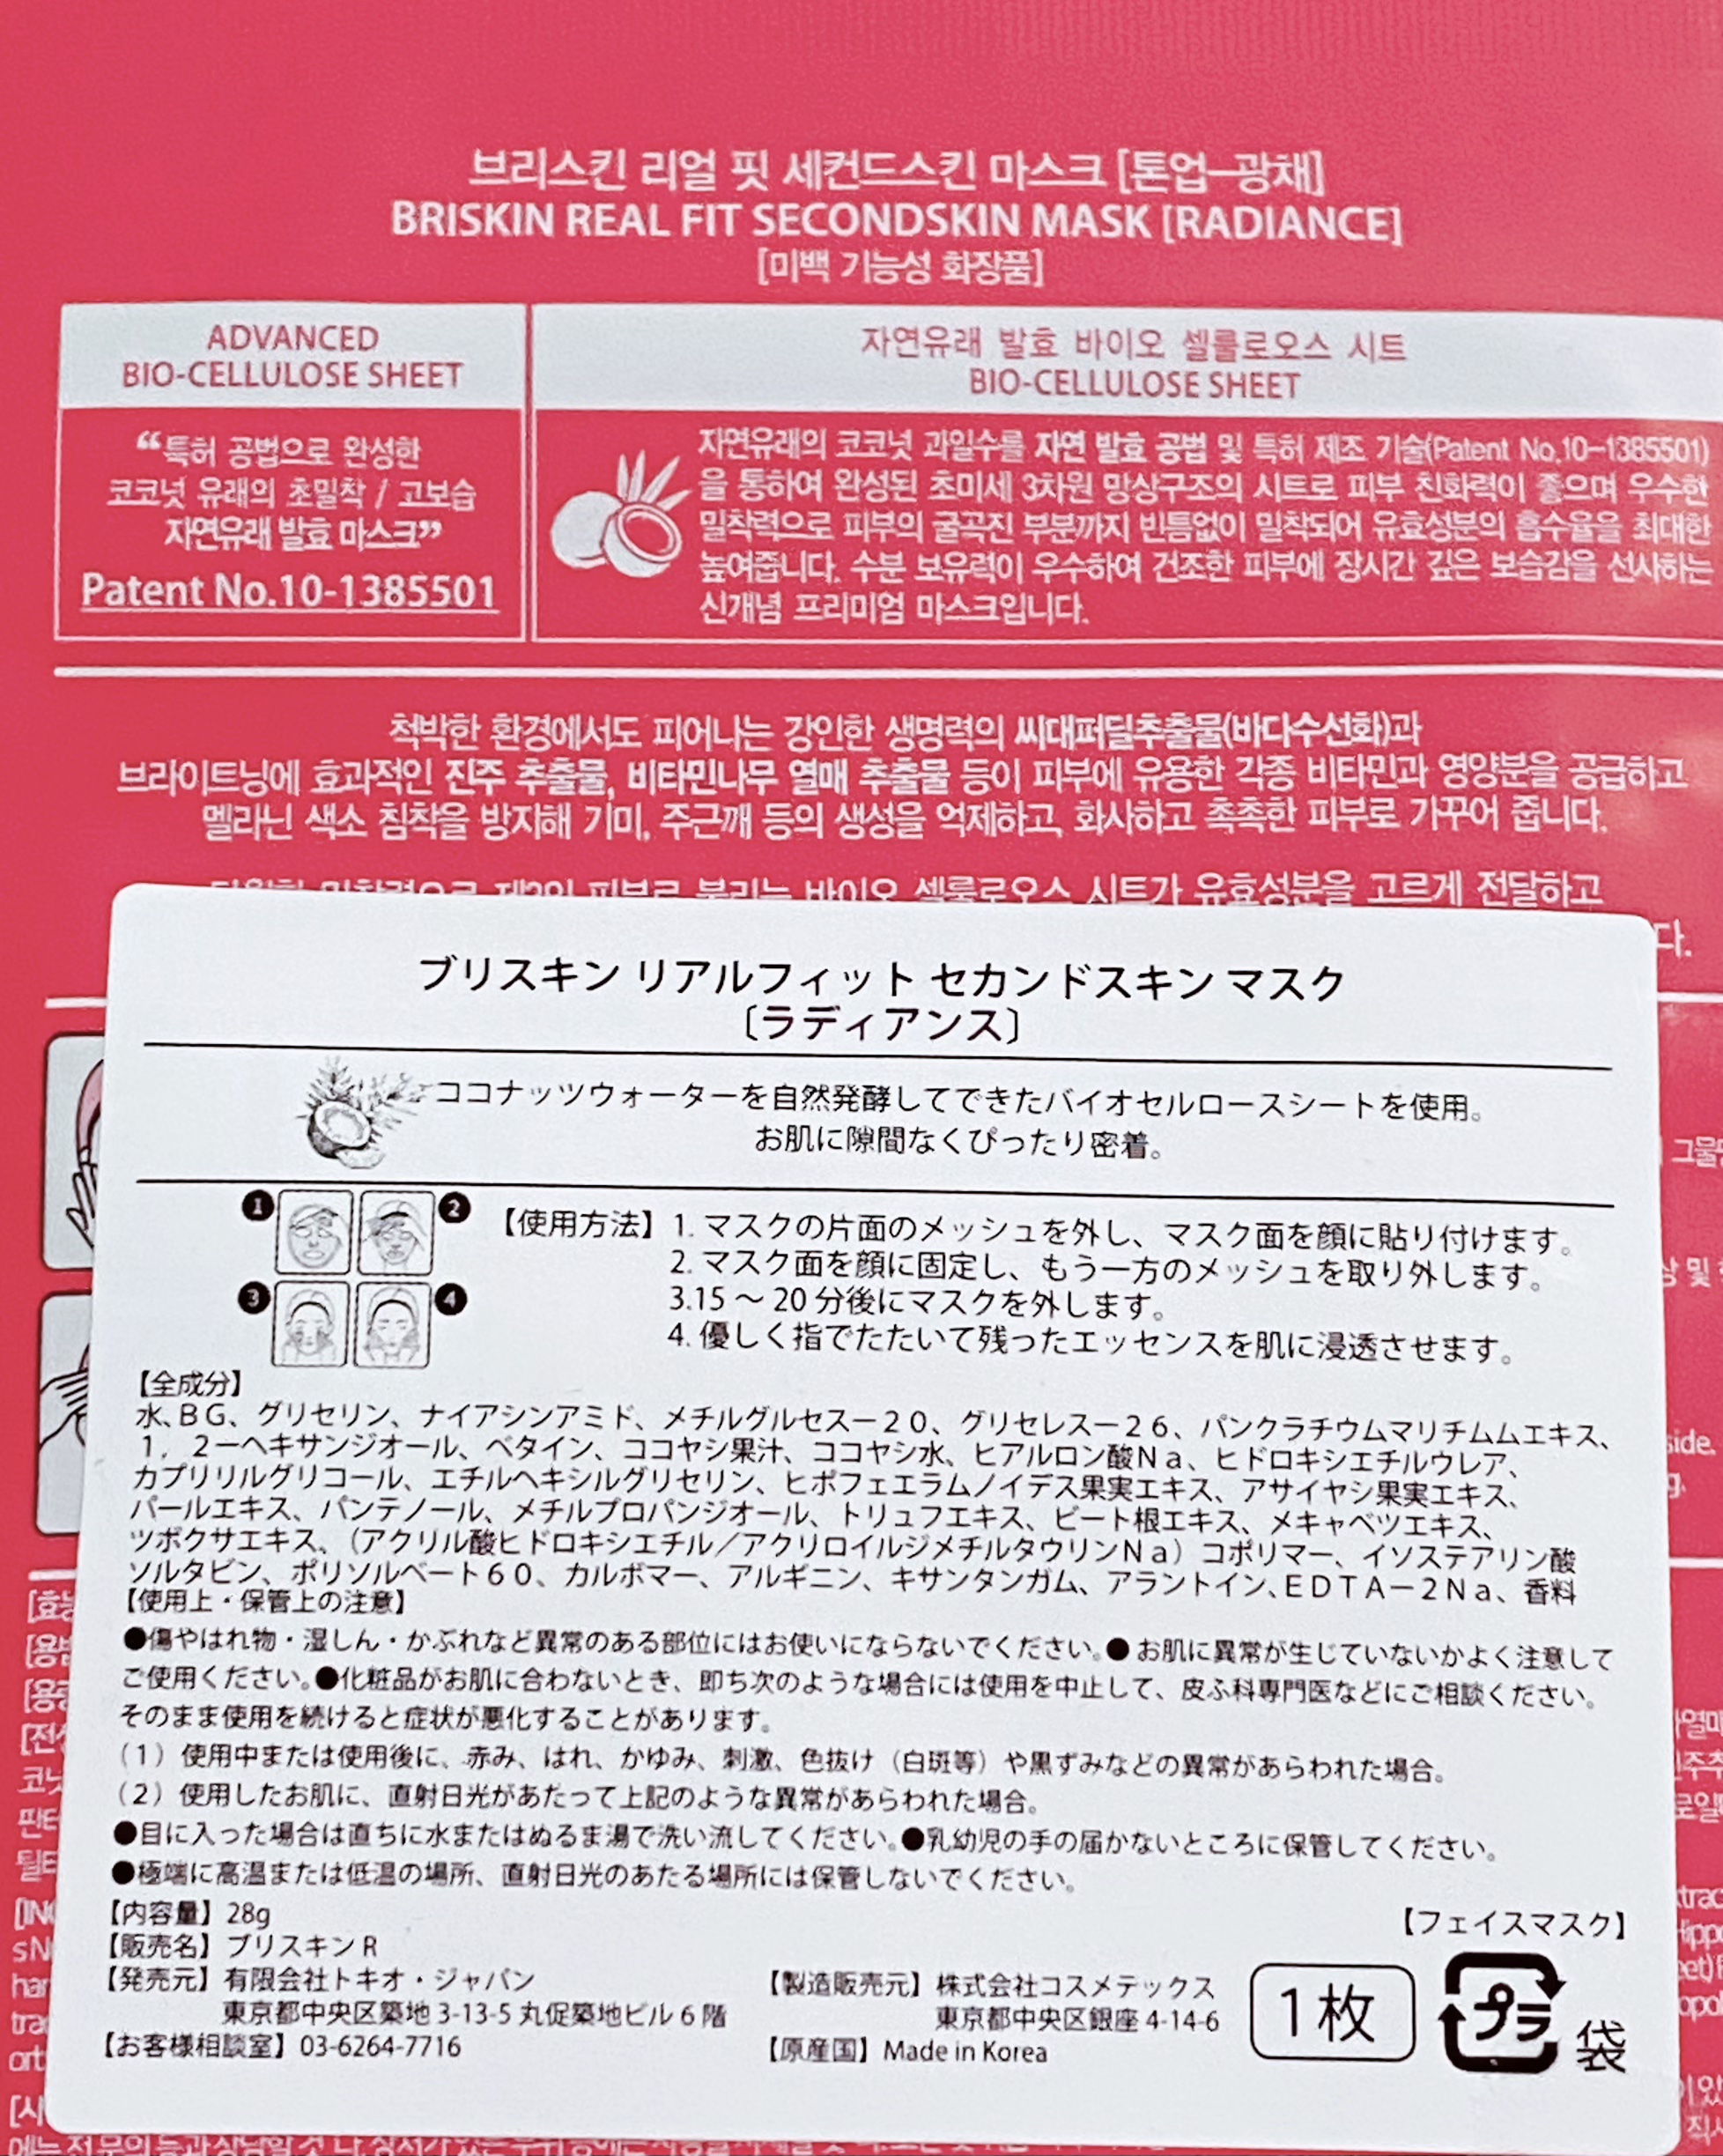 브리스킨 리얼 핏 세컨드스킨 마스크 [톤업-광채]
BRISKIN REAL FIT SECONDSKIN MASK [RADIANCE]
[미백 기능성 화장품]
ADVANCED
BIO-CELLULOSE SHEET
“특허 공법으로 완성한
코코넛 유래의 초밀착 / 고보습
자연유래 발효 마스크”
Patent No.10-1385501
자연유래 발효 바이오 셀룰로오스 시트
BIO-CELLULOSE SHEET
자연유래의 코코넛 과일수를 자연 발효 공법 및 특허 제조 기술(Patent No.10-1385501)
을 통하여 완성된 초미세 3차원 망상구조의 시트로 피부 친화력이 좋으며 우수한
밀착력으로 피부의 굴곡진 부분까지 빈틈없이 밀착되어 유효성분의 흡수율을 최대한
높여줍니다. 수분 보유력이 우수하여 건조한 피부에 장시간 깊은 보습감을 선사하는
신개념 프리미엄 마스크입니다.
척박한 환경에서도 피어나는 강인한 생명력의 씨대퍼딜추출물(바다수선화)과
브라이트닝에 효과적인 진주 추출물, 비타민나무 열매 추출물 등이 피부에 유용한 각종 비타민과 영양분을 공급하고
멜라닌 색소 침착을 방지해 기미, 주근깨 등의 생성을 억제하고, 화사하고 촉촉한 피부로 가꾸어 줍니다.
바이오 셀룰로오스 시트가 유효성분을 고르게 전달하고
다.
ブリスキン リアルフィット セカンドスキン マスク
〔ラディアンス〕
ココナッツウォーターを自然発酵してできたバイオセルロースシートを使用。
お肌に隙間なくぴったり密着。
1 2
3 4
【使用方法】1. マスクの片面のメッシュを外し、マスク面を顔に貼り付けます。
2. マスク面を顔に固定し、もう一方のメッシュを取り外します。
3.15 ～ 20 分後にマスクを外します。
4. 優しく指でたたいて残ったエッセンスを肌に浸透させます。
【全成分】
水、ＢＧ、グリセリン、ナイアシンアミド、メチルグルセスー２０、グリセレスー２６、パンクラチウムマリチムムエキス、
１，２ーヘキサンジオール、ベタイン、ココヤシ果汁、ココヤシ水、ヒアルロン酸Ｎａ、ヒドロキシエチルウレア、
カプリリルグリコール、エチルヘキシルグリセリン、ヒポフェエラムノイデス果実エキス、アサイヤシ果実エキス、
パールエキス、パンテノール、メチルプロパンジオール、トリュフエキス、ビート根エキス、メキャベツエキス、
ツボクサエキス、（アクリル酸ヒドロキシエチル／アクリロイルジメチルタウリンＮａ）コポリマー、イソステアリン酸
ソルタビン、ポリソルベート６０、カルボマー、アルギニン、キサンタンガム、アラントイン、ＥＤＴＡー２Ｎａ、香料
【使用上・保管上の注意】
●傷やはれ物・湿しん・かぶれなど異常のある部位にはお使いにならないでください。●お肌に異常が生じていないかよく注意して
ご使用ください。●化粧品がお肌に合わないとき、即ち次のような場合には使用を中止して、皮ふ科専門医などにご相談ください。
そのまま使用を続けると症状が悪化することがあります。
（1）使用中または使用後に、赤み、はれ、かゆみ、刺激、色抜け（白斑等）や黒ずみなどの異常があらわれた場合。
（2）使用したお肌に、直射日光があたって上記のような異常があらわれた場合。
●目に入った場合は直ちに水またはぬるま湯で洗い流してください。●乳幼児の手の届かないところに保管してください。
●極端に高温または低温の場所、直射日光のあたる場所には保管しないでください。
【内容量】28g
【販売名】ブリスキン R
【発売元】有限会社トキオ・ジャパン
東京都中央区築地 3-13-5 丸促築地ビル 6 階
【お客様相談室】03-6264-7716
【製造販売元】株式会社コスメテックス
東京都中央区銀座 4-14-6
【原産国】Made in Korea
【フェイスマスク】
1枚
プラ 袋